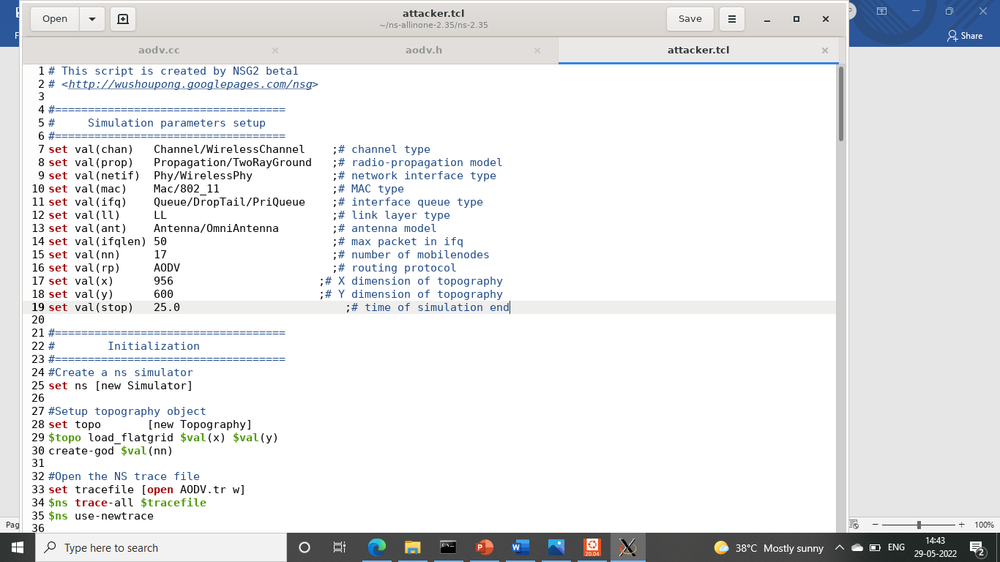 Open
attacker.tcl
~/ns-allinone-2.35/ns-2.35
Save
Share
aodv.cc
aodv.h
attacker.tcl
1 # This script is created by NSG2 beta1
2 # <http://wushoupong.googlepages.com/nsg>
3
4 #===================================
5 #     Simulation parameters setup
6 #===================================
7 set val(chan)   Channel/WirelessChannel    ;# channel type
8 set val(prop)   Propagation/TwoRayGround   ;# radio-propagation model
9 set val(netif)  Phy/WirelessPhy            ;# network interface type
10 set val(mac)    Mac/802_11                 ;# MAC type
11 set val(ifq)    Queue/DropTail/PriQueue    ;# interface queue type
12 set val(ll)     LL                         ;# link layer type
13 set val(ant)    Antenna/OmniAntenna        ;# antenna model
14 set val(ifqlen) 50                         ;# max packet in ifq
15 set val(nn)     17                         ;# number of mobilenodes
16 set val(rp)     AODV                       ;# routing protocol
17 set val(x)      956                      ;# X dimension of topography
18 set val(y)      600                      ;# Y dimension of topography
19 set val(stop)   25.0                         ;# time of simulation end
20
21 #===================================
22 #        Initialization
23 #===================================
24 #Create a ns simulator
25 set ns [new Simulator]
26
27 #Setup topography object
28 set topo       [new Topography]
29 $topo load_flatgrid $val(x) $val(y)
30 create-god $val(nn)
31
32 #Open the NS trace file
33 set tracefile [open AODV.tr w]
34 $ns trace-all $tracefile
35 $ns use-newtrace
36
Pag
100%
Type here to search
20.04
38°C Mostly sunny
ENG
14:43
29-05-2022
2